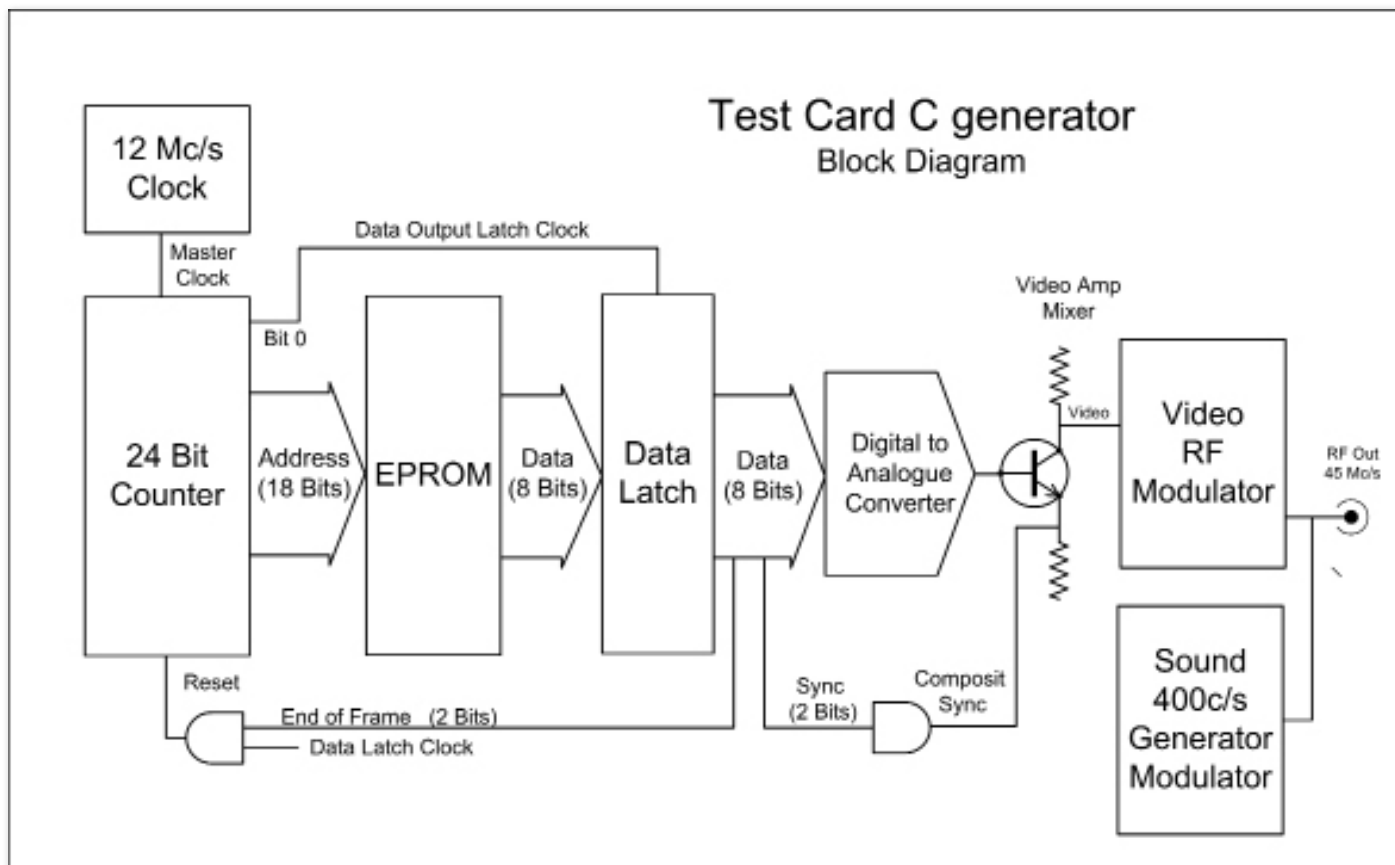 Test Card C generator
Block Diagram
12 Mc/s
Clock
Master
Clock
Data Output Latch Clock
Bit 0
24 Bit
Counter
Address
(18 Bits)
EPROM
Data
(8 Bits)
Data
Latch
Data
(8 Bits)
Digital to
Analogue
Converter
Video Amp
Mixer
Video
Video
RF
Modulator
RF Out
45 Mc/s
Reset
End of Frame (2 Bits)
Data Latch Clock
Sync
(2 Bits)
Composit
Sync
Sound
400c/s
Generator
Modulator